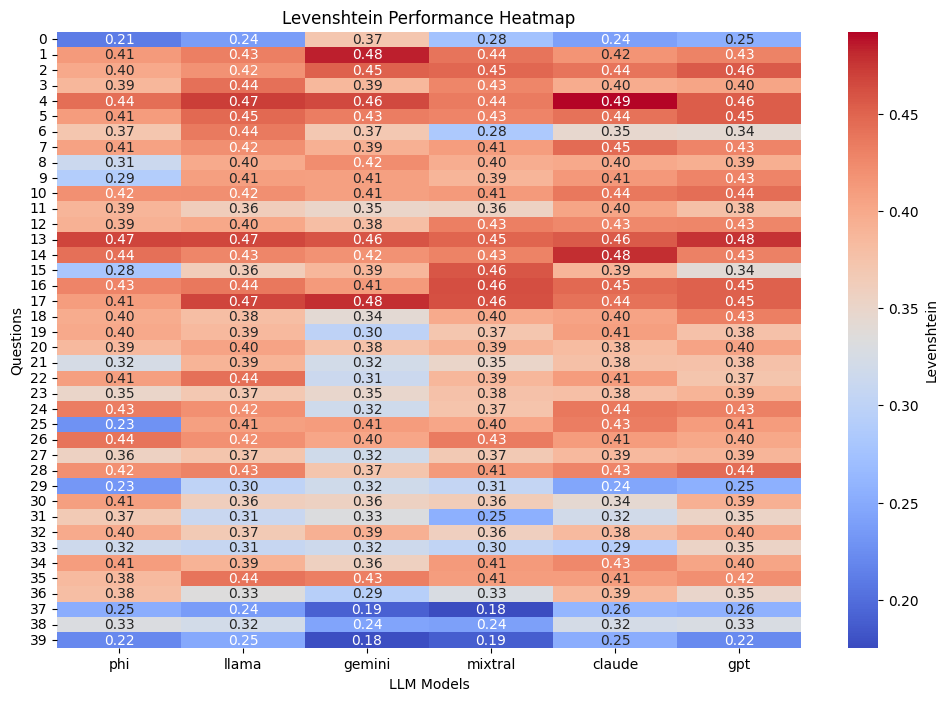 Levenshtein Performance Heatmap
0 0.21 0.24 0.37 0.28 0.24 0.25
1 0.41 0.43 0.48 0.44 0.42 0.43
2 0.40 0.42 0.45 0.45 0.44 0.46
3 0.39 0.44 0.39 0.43 0.40 0.40
4 0.44 0.47 0.46 0.44 0.49 0.46
5 0.41 0.45 0.43 0.43 0.44 0.45
6 0.37 0.44 0.37 0.28 0.35 0.34
7 0.41 0.42 0.39 0.41 0.45 0.43
8 0.31 0.40 0.42 0.40 0.40 0.39
9 0.29 0.41 0.41 0.39 0.41 0.43
10 0.42 0.42 0.41 0.41 0.44 0.44
11 0.39 0.36 0.35 0.36 0.40 0.38
12 0.39 0.40 0.38 0.43 0.43 0.43
13 0.47 0.47 0.46 0.45 0.46 0.48
14 0.44 0.43 0.42 0.43 0.48 0.43
15 0.28 0.36 0.39 0.46 0.39 0.34
16 0.43 0.44 0.41 0.46 0.45 0.45
17 0.41 0.47 0.48 0.46 0.44 0.45
18 0.40 0.38 0.34 0.40 0.40 0.43
19 0.40 0.39 0.30 0.37 0.41 0.38
20 0.39 0.40 0.38 0.39 0.38 0.40
21 0.32 0.39 0.32 0.35 0.38 0.38
22 0.41 0.44 0.31 0.39 0.41 0.37
23 0.35 0.37 0.35 0.38 0.38 0.39
24 0.43 0.42 0.32 0.37 0.44 0.43
25 0.23 0.41 0.41 0.40 0.43 0.41
26 0.44 0.42 0.40 0.43 0.41 0.40
27 0.36 0.37 0.32 0.37 0.39 0.39
28 0.42 0.43 0.37 0.41 0.43 0.44
29 0.23 0.30 0.32 0.31 0.24 0.25
30 0.41 0.36 0.36 0.36 0.34 0.39
31 0.37 0.31 0.33 0.25 0.32 0.35
32 0.40 0.37 0.39 0.36 0.38 0.40
33 0.32 0.31 0.32 0.30 0.29 0.35
34 0.41 0.39 0.36 0.41 0.43 0.40
35 0.38 0.44 0.43 0.41 0.41 0.42
36 0.38 0.33 0.29 0.33 0.39 0.35
37 0.25 0.24 0.19 0.18 0.26 0.26
38 0.33 0.32 0.24 0.24 0.32 0.33
39 0.22 0.25 0.18 0.19 0.25 0.22
phi llama gemini mixtral claude gpt
LLM Models
Questions
0.45
0.40
0.35
0.30
0.25
0.20
Levenshtein